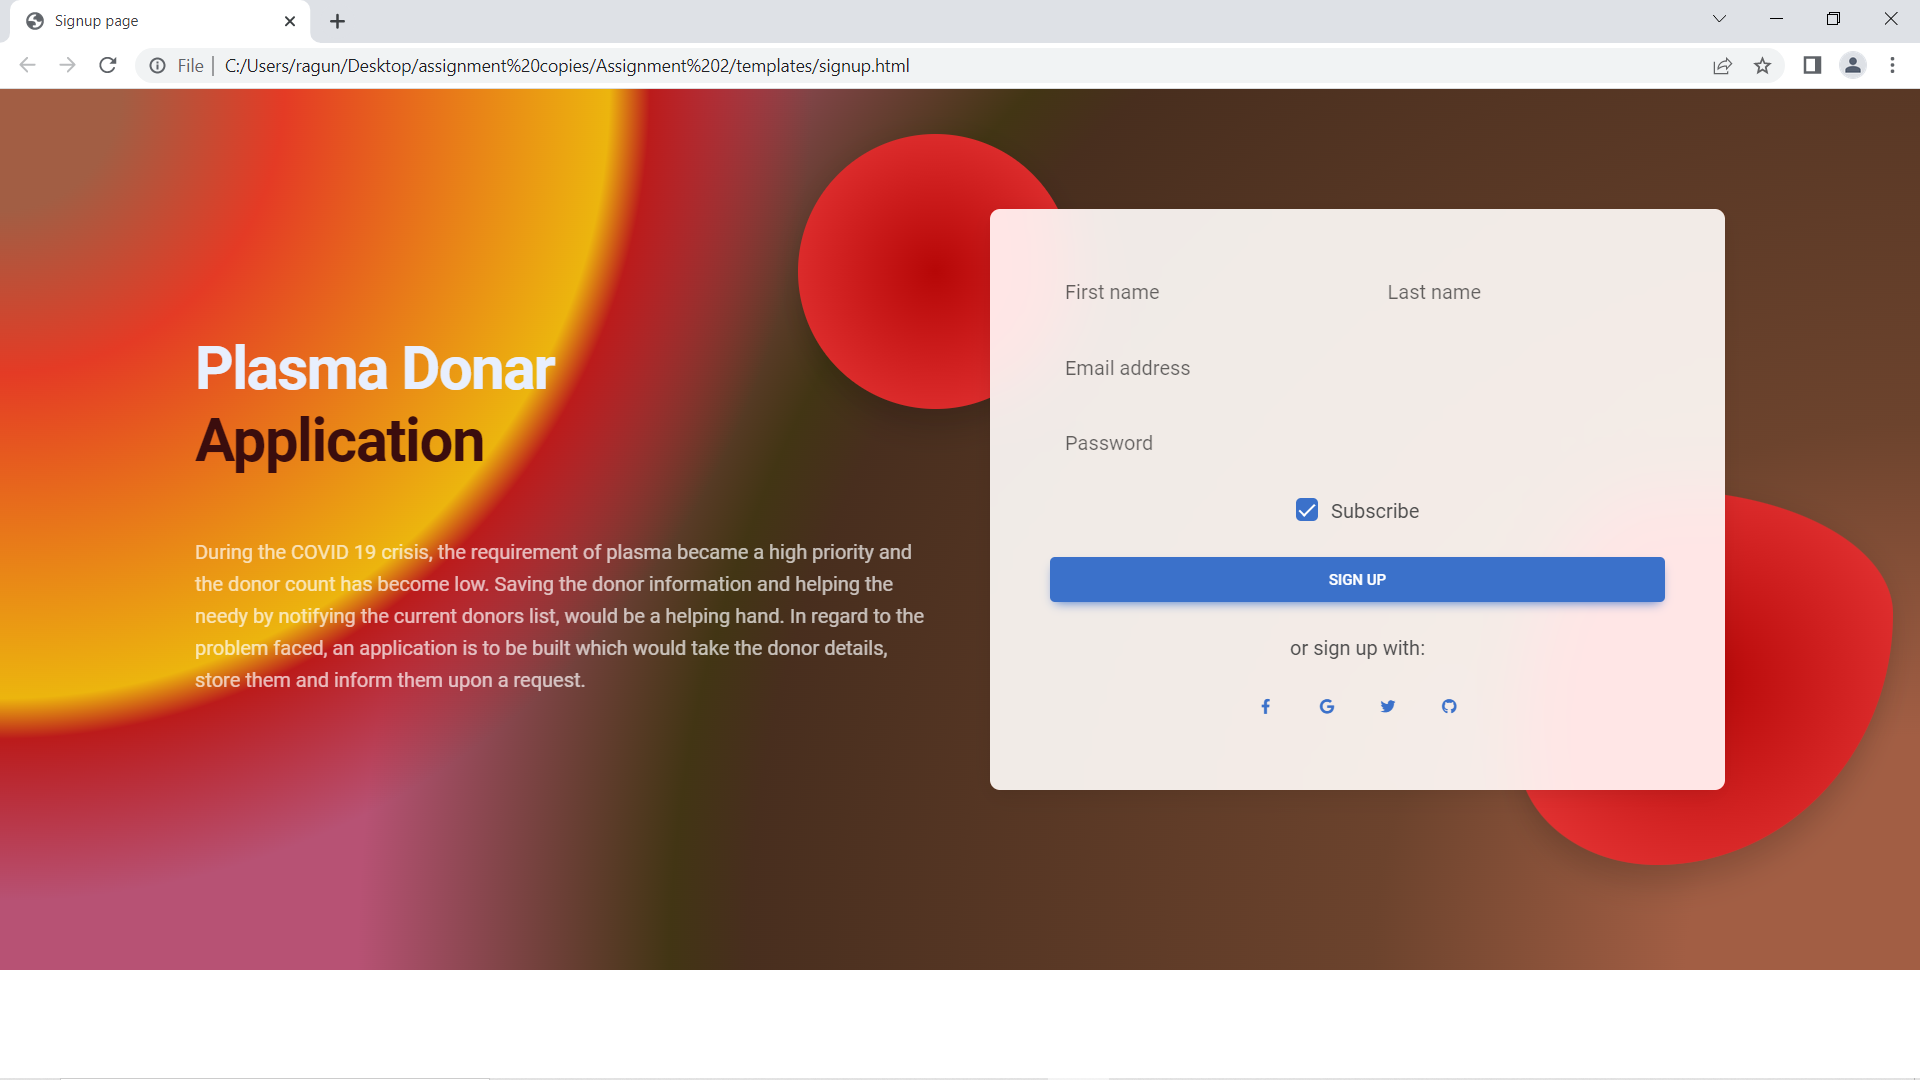 Signup page
File
C:/Users/ragun/Desktop/assignment%20copies/Assignment%202/templates/signup.html
Plasma Donar
Application
During the COVID 19 crisis, the requirement of plasma became a high priority and
the donor count has become low. Saving the donor information and helping the
needy by notifying the current donors list, would be a helping hand. In regard to the
problem faced, an application is to be built which would take the donor details,
store them and inform them upon a request.
First name
Last name
Email address
Password
Subscribe
SIGN UP
or sign up with: